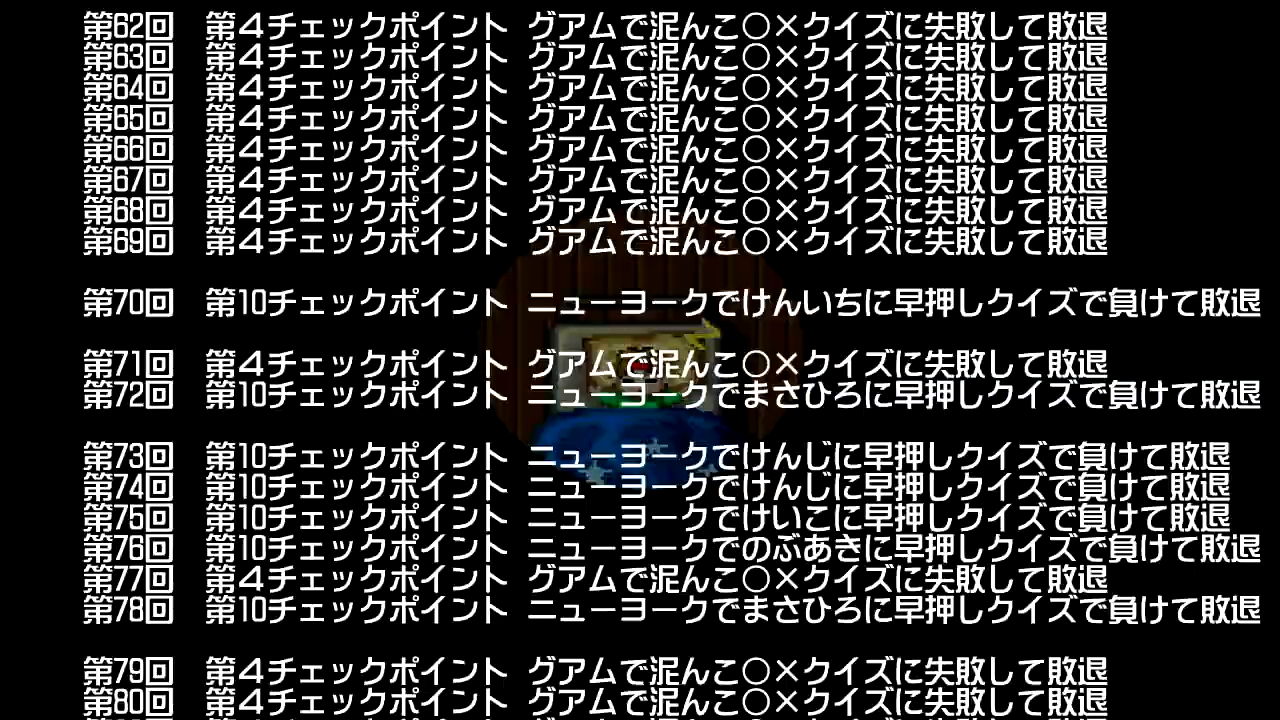 第62回 第４チェックポイント グアムで泥んこ○×クイズに失敗して敗退
第63回 第４チェックポイント グアムで泥んこ○×クイズに失敗して敗退
第64回 第４チェックポイント グアムで泥んこ○×クイズに失敗して敗退
第65回 第４チェックポイント グアムで泥んこ○×クイズに失敗して敗退
第66回 第４チェックポイント グアムで泥んこ○×クイズに失敗して敗退
第67回 第４チェックポイント グアムで泥んこ○×クイズに失敗して敗退
第68回 第４チェックポイント グアムで泥んこ○×クイズに失敗して敗退
第69回 第４チェックポイント グアムで泥んこ○×クイズに失敗して敗退
第70回 第10チェックポイント ニューヨークでけんいちに早押しクイズで負けて敗退
第71回 第４チェックポイント グアムで泥んこ○×クイズに失敗して敗退
第72回 第10チェックポイント ニューヨークでまさひろに早押しクイズで負けて敗退
第73回 第10チェックポイント ニューヨークでけんじに早押しクイズで負けて敗退
第74回 第10チェックポイント ニューヨークでけんじに早押しクイズで負けて敗退
第75回 第10チェックポイント ニューヨークでけいこに早押しクイズで負けて敗退
第76回 第10チェックポイント ニューヨークでのぶあきに早押しクイズで負けて敗退
第77回 第４チェックポイント グアムで泥んこ○×クイズに失敗して敗退
第78回 第10チェックポイント ニューヨークでまさひろに早押しクイズで負けて敗退
第79回 第４チェックポイント グアムで泥んこ○×クイズに失敗して敗退
第80回 第４チェックポイント グアムで泥んこ○×クイズに失敗して敗退